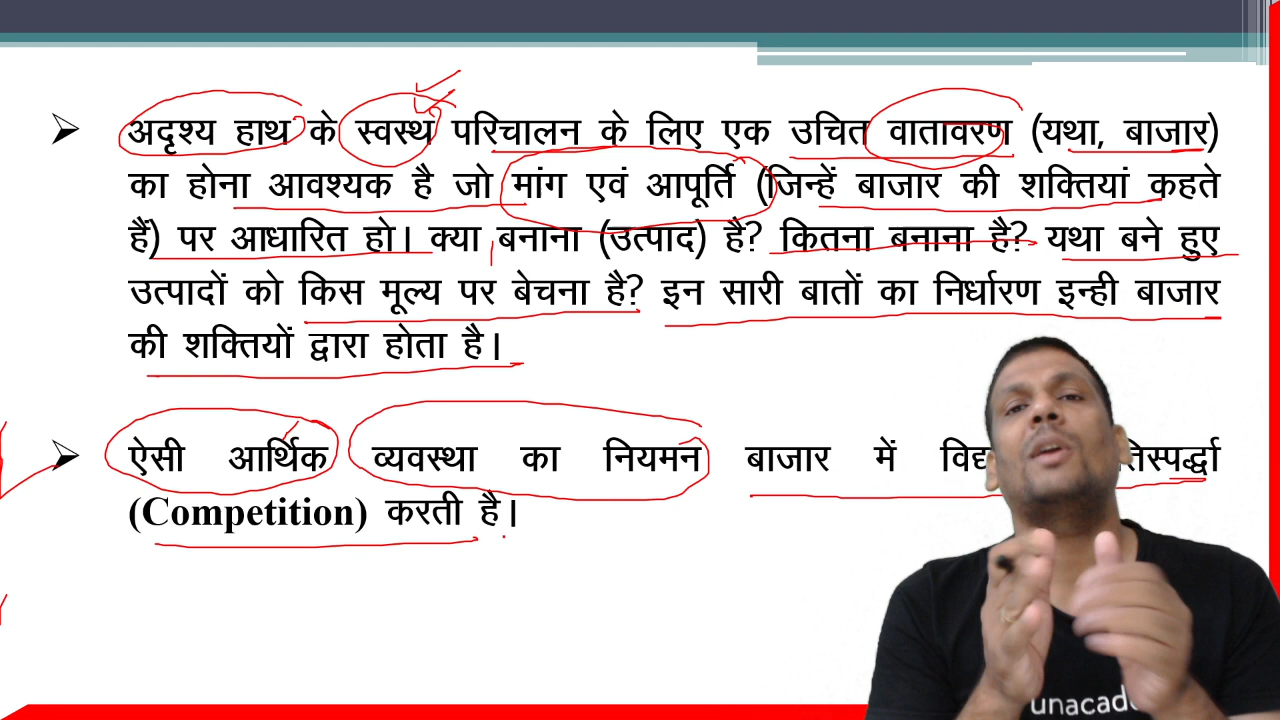 अदृश्य हाथ के स्वस्थ परिचालन के लिए एक उचित वातावरण (यथा, बाजार)
का होना आवश्यक है जो मांग एवं आपूर्ति (जिन्हें बाजार की शक्तियां कहते
हैं) पर आधारित हो। क्या बनाना (उत्पाद) है? कितना बनाना है? यथा बने हुए
उत्पादों को किस मूल्य पर बेचना है? इन सारी बातों का निर्धारण इन्ही बाजार
की शक्तियों द्वारा होता है।
ऐसी आर्थिक व्यवस्था का नियमन बाजार में
(Competition) करती है।